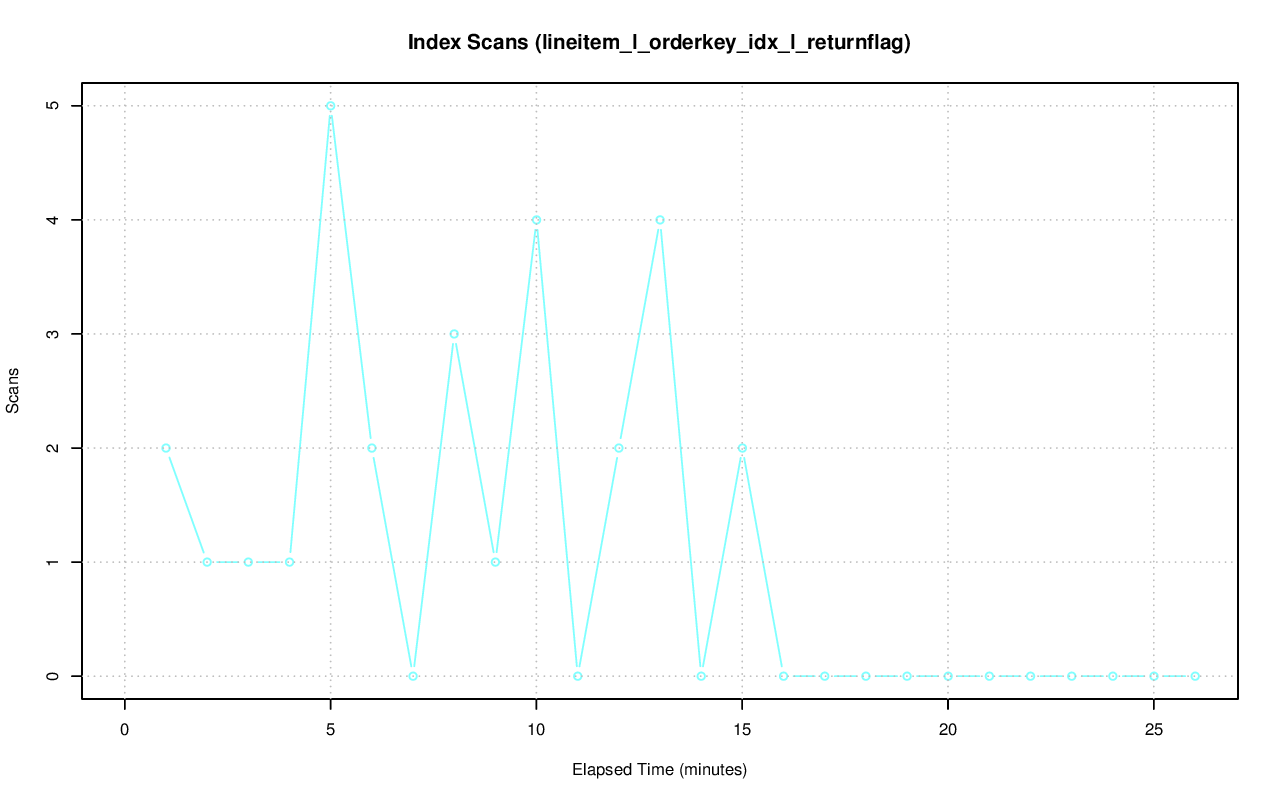 Index Scans (lineitem_l_orderkey_idx_l_returnflag)
5
4
3
2
1
0
Scans
0 5 10 15 20 25
Elapsed Time (minutes)